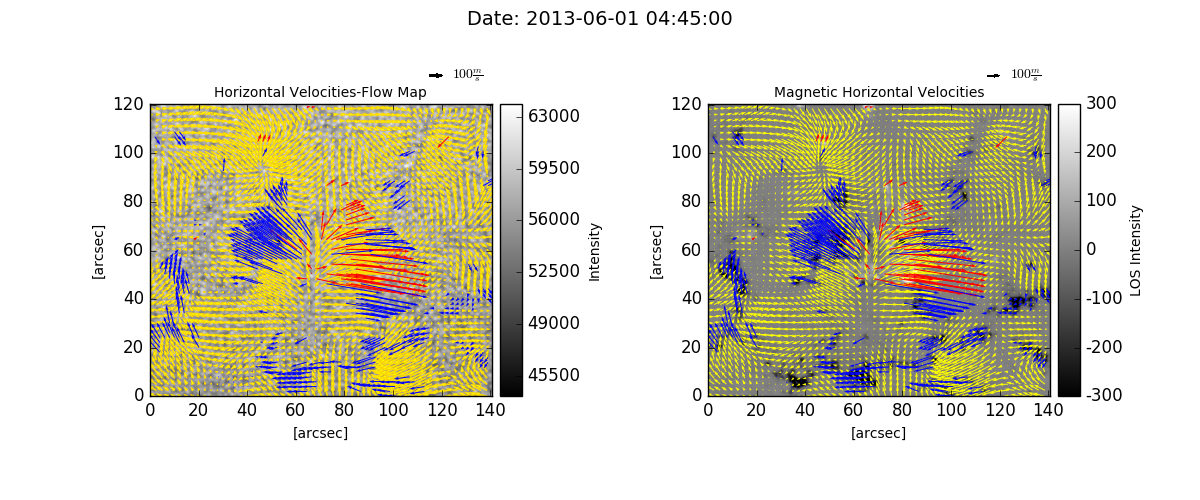 Date: 2013-06-01 04:45:00
100 m/s
Horizontal Velocities-Flow Map
120
100
80
60
40
20
0
0 20 40 60 80 100 120 140
[arcsec]
[arcsec]
63000
59500
56000
52500
49000
45500
Intensity
100 m/s
Magnetic Horizontal Velocities
120
100
80
60
40
20
0
0 20 40 60 80 100 120 140
[arcsec]
[arcsec]
300
200
100
0
-100
-200
-300
LOS Intensity